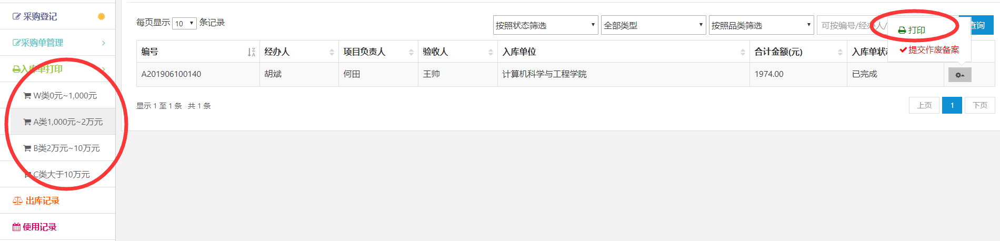 采购登记
采购单管理
入库单打印
W类0元~1,000元
A类1,000元~2万元
B类2万元~10万元
C类大于10万元
出库记录
使用记录
每页显示 10 条记录
按照状态筛选 全部类型 按照品类筛选 可按编号/经办人/ 查询
打印
提交作废备案
编号 经办人 项目负责人 验收人 入库单位 合计金额(元) 入库单状
A201906100140 胡斌 何田 王帅 计算机科学与工程学院 1974.00 已完成
显示 1 至 1 条 共 1 条
上页 1 下页